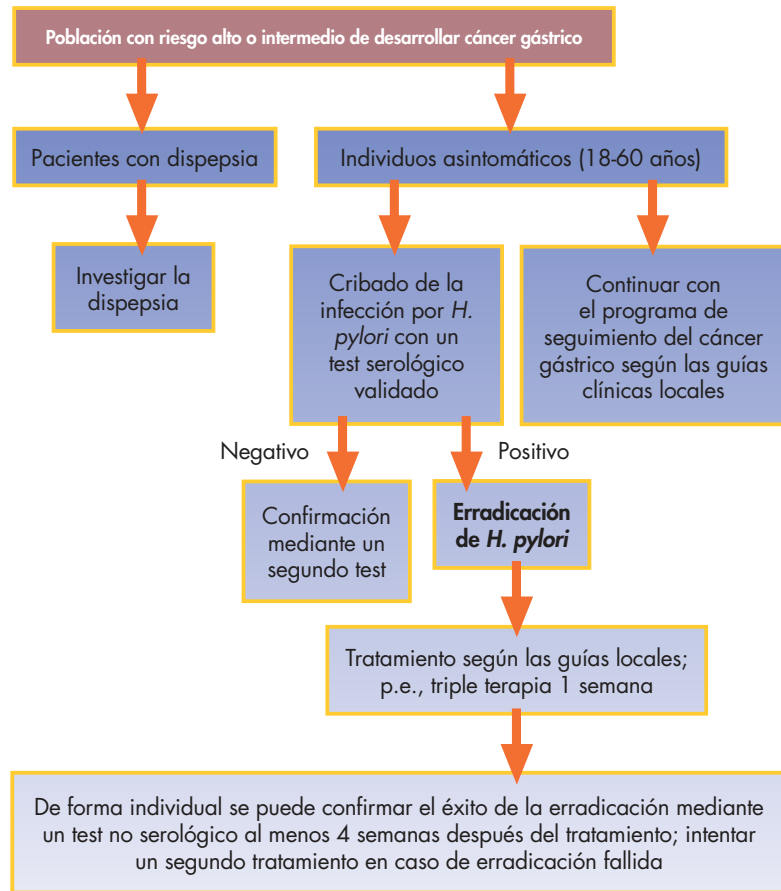 Población con riesgo alto o intermedio de desarrollar cáncer gástrico
Pacientes con dispepsia
Individuos asintomáticos (18-60 años)
Investigar la
dispepsia
Cribado de la
infección por H.
pylori con un
test serológico
validado
Continuar con
el programa de
seguimiento del cáncer
gástrico según las guías
clínicas locales
Negativo
Positivo
Confirmación
mediante un
segundo test
Erradicación
de H. pylori
Tratamiento según las guías locales;
p.e., triple terapia 1 semana
De forma individual se puede confirmar el éxito de la erradicación mediante
un test no serológico al menos 4 semanas después del tratamiento; intentar
un segundo tratamiento en caso de erradicación fallida